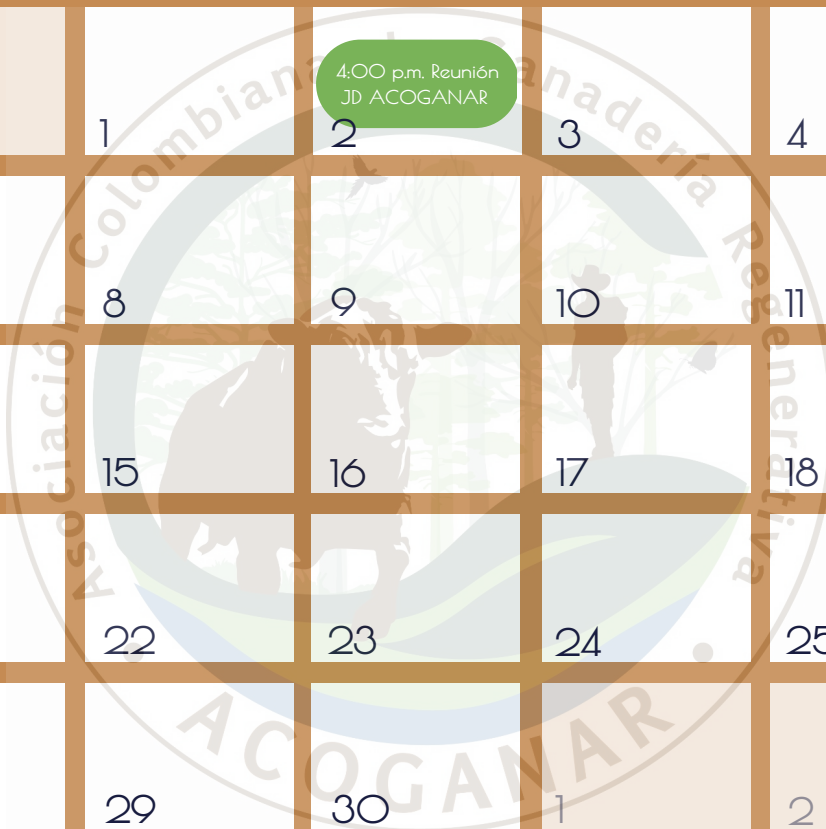 4:00 p.m. Reunión
JD ACOGANAR
1 2 3 4
8 9 10 11
15 16 17 18
22 23 24 25
29 30 1 2
Asociación Colombiana de Ganadería Regenerativa
ACOGANAR